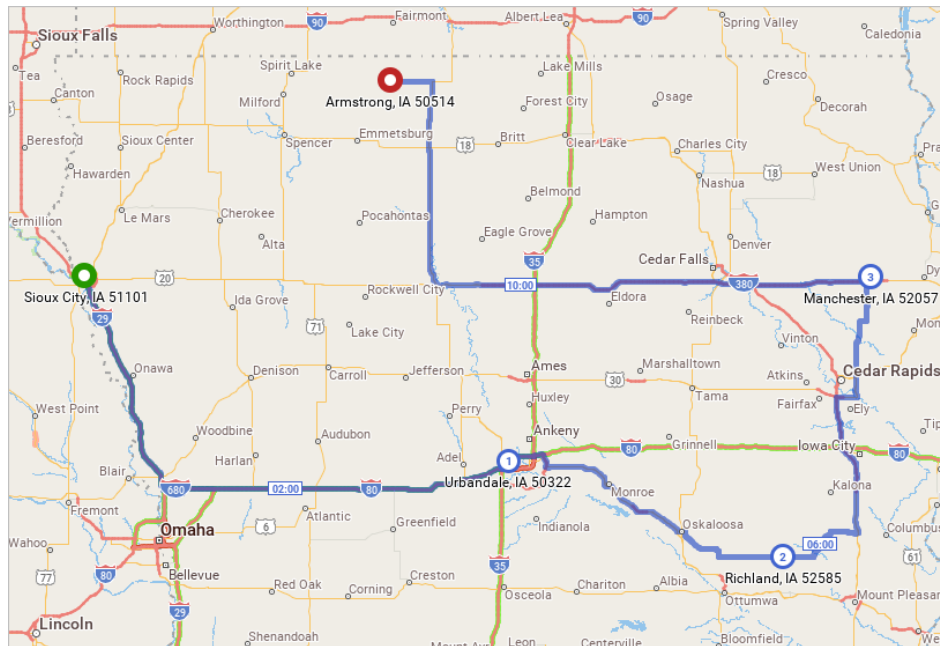 Worthington
90
Fairmont
Albert Lea
90
Spring Valley
Sioux Falls
Caledonia
Tea
Rock Rapids
Spirit Lake
Lake Mills
Cresco
Canton
Milford
Armstrong, IA 50514
Forest City
Osage
Decorah
Beresford
Sioux Center
Spencer
Emmetsburg
18
Britt
Clear Lake
Charles City
Hawarden
18
West Union
Nashua
Le Mars
Cherokee
Pocahontas
Belmond
Hampton
Alta
Eagle Grove
Denver
35
Cedar Falls
Sioux City, IA 51101
20
Rockwell City
10:00
Eldora
380
3
Manchester, IA 52057
29
Ida Grove
71
Lake City
Reinbeck
Vinton
Onawa
Denison
Carroll
Jefferson
Ames
30
Marshalltown
Tama
Atkins
Cedar Rapids
West Point
Perry
Huxley
Fairfax
Ely
Woodbine
Audubon
Ankeny
Harlan
Adel
1
80
Grinnell
Iowa City
80
Blair
680
02:00
80
Urbandale, IA 50322
Monroe
Kalona
Fremont
Atlantic
Omaha
6
Greenfield
Indianola
Oskaloosa
06:00
Columbus
Wahoo
2
61
77
80
Bellevue
35
Richland, IA 52585
Red Oak
Corning
Creston
Osceola
Chariton
Albia
Ottumwa
Mount Pleasant
29
Lincoln
Shenandoah
Leon
Centerville
Bloomfield